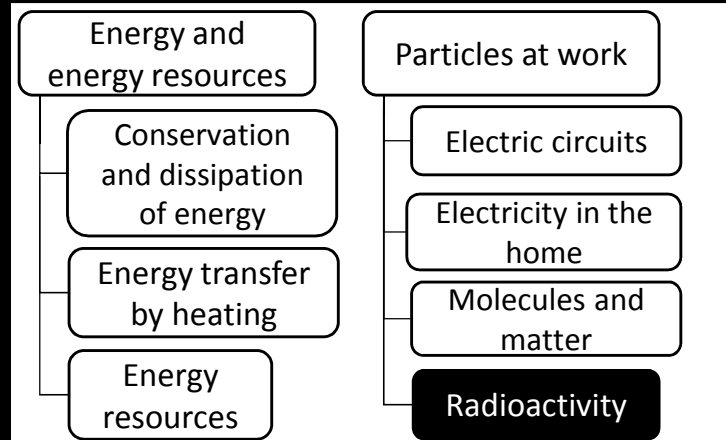 Energy and
energy resources
Conservation
and dissipation
of energy
Energy transfer
by heating
Energy
resources
Particles at work
Electric circuits
Electricity in the
home
Molecules and
matter
Radioactivity